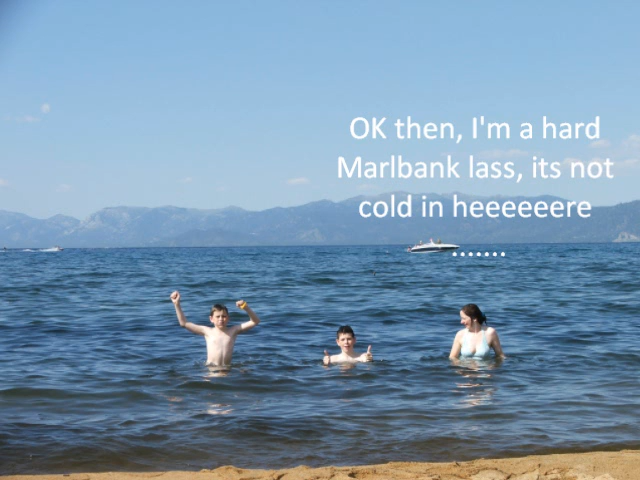 OK then, I'm a hard
Marlbank lass, its not
cold in heeeeeere
.......